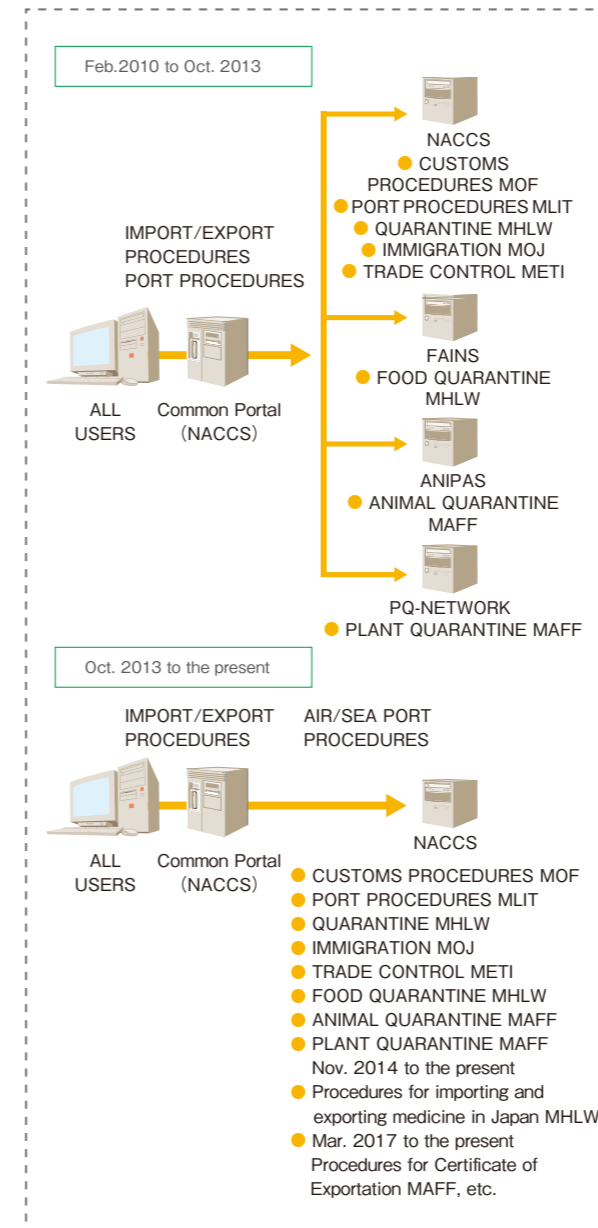 Feb.2010 to Oct. 2013
NACCS
● CUSTOMS
PROCEDURES MOF
● PORT PROCEDURES MLIT
● QUARANTINE MHLW
● IMMIGRATION MOJ
● TRADE CONTROL METI
IMPORT/EXPORT
PROCEDURES
PORT PROCEDURES
ALL
USERS
Common Portal
（NACCS）
FAINS
● FOOD QUARANTINE
MHLW
ANIPAS
● ANIMAL QUARANTINE
MAFF
PQ-NETWORK
● PLANT QUARANTINE MAFF
Oct. 2013 to the present
IMPORT/EXPORT
PROCEDURES
AIR/SEA PORT
PROCEDURES
ALL
USERS
Common Portal
（NACCS）
NACCS
● CUSTOMS PROCEDURES MOF
● PORT PROCEDURES MLIT
● QUARANTINE MHLW
● IMMIGRATION MOJ
● TRADE CONTROL METI
● FOOD QUARANTINE MHLW
● ANIMAL QUARANTINE MAFF
● PLANT QUARANTINE MAFF
Nov. 2014 to the present
● Procedures for importing and
exporting medicine in Japan MHLW
● Mar. 2017 to the present
Procedures for Certificate of
Exportation MAFF, etc.